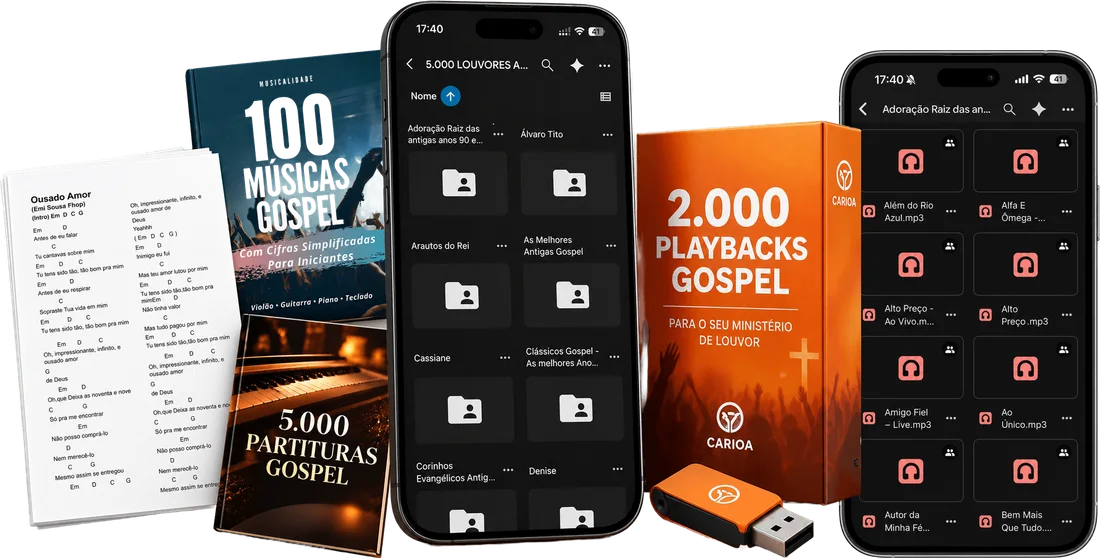 Ousado Amor
(Emi Sousa Fhop)
(Intro) Em D C G
Em D
Antes de eu falar
C G
Tu cantavas sobre mim
Em D C G
Tu tens sido tão, tão bom pra mim
Em D
Antes de eu respirar
C G
Sopraste Tua vida em mim
Em D C G
Tu tens sido tão,tão bom pra mim
Em D C
Oh, impressionante, infinito, e
ousado amor
G
de Deus
Em D
Oh,que Deixa as noventa e nove
C G
Só pra me encontrar
Em
Não posso comprá-lo
D
Nem merecê-lo
C G
Mesmo assim se entregou
Em D C G
Oh, impressionante, infinito, e
ousado amor de
Deus
Yeahhh
( Em D C G )
Em D
Inimigo eu fui
C G
Mas teu amor lutou por mim
Em D C G
Tu tens sido tão,tão bom pra
mimEm D
Não tinha valor
C G
Mas tudo pagou por mim
Em D C G
Tu tens sido tão,tão bom pra mim
Em D C
Oh, impressionante, infinito, e
ousado amor
G
de Deus
Em D
Oh,que Deixa as noventa e
C G
Só pra me encontrar
Em
Não posso comprá-lo
D
Nem merecê-lo
C G
Mesmo assim se entregou
MUSICALIDADE
100
MÚSICAS
GOSPEL
Com Cifras Simplificadas
Para Iniciantes
Violão • Guitarra • Piano • Teclado
5.000
PARTITURAS
GOSPEL
17:40
41
5.000 LOUVORES A...
Nome
Adoração Raiz das
antigas anos 90 e...
Álvaro Tito
Arautos do Rei
As Melhores
Antigas Gospel
Cassiane
Clássicos Gospel -
As melhores Ano...
Corinhos
Evangélicos Antig...
Denise
2.000
PLAYBACKS
GOSPEL
PARA O SEU MINISTÉRIO
DE LOUVOR
CARIOA
CARIOA
17:40
41
Adoração Raiz das an...
Além do Rio
Azul.mp3
Alfa E
Ômega -...
Alto Preço -
Ao Vivo.m...
Alto
Preço.mp3
Amigo Fiel
– Live.mp3
Ao
Único.mp3
Autor da
Minha Fé...
Bem Mais
Que Tudo....